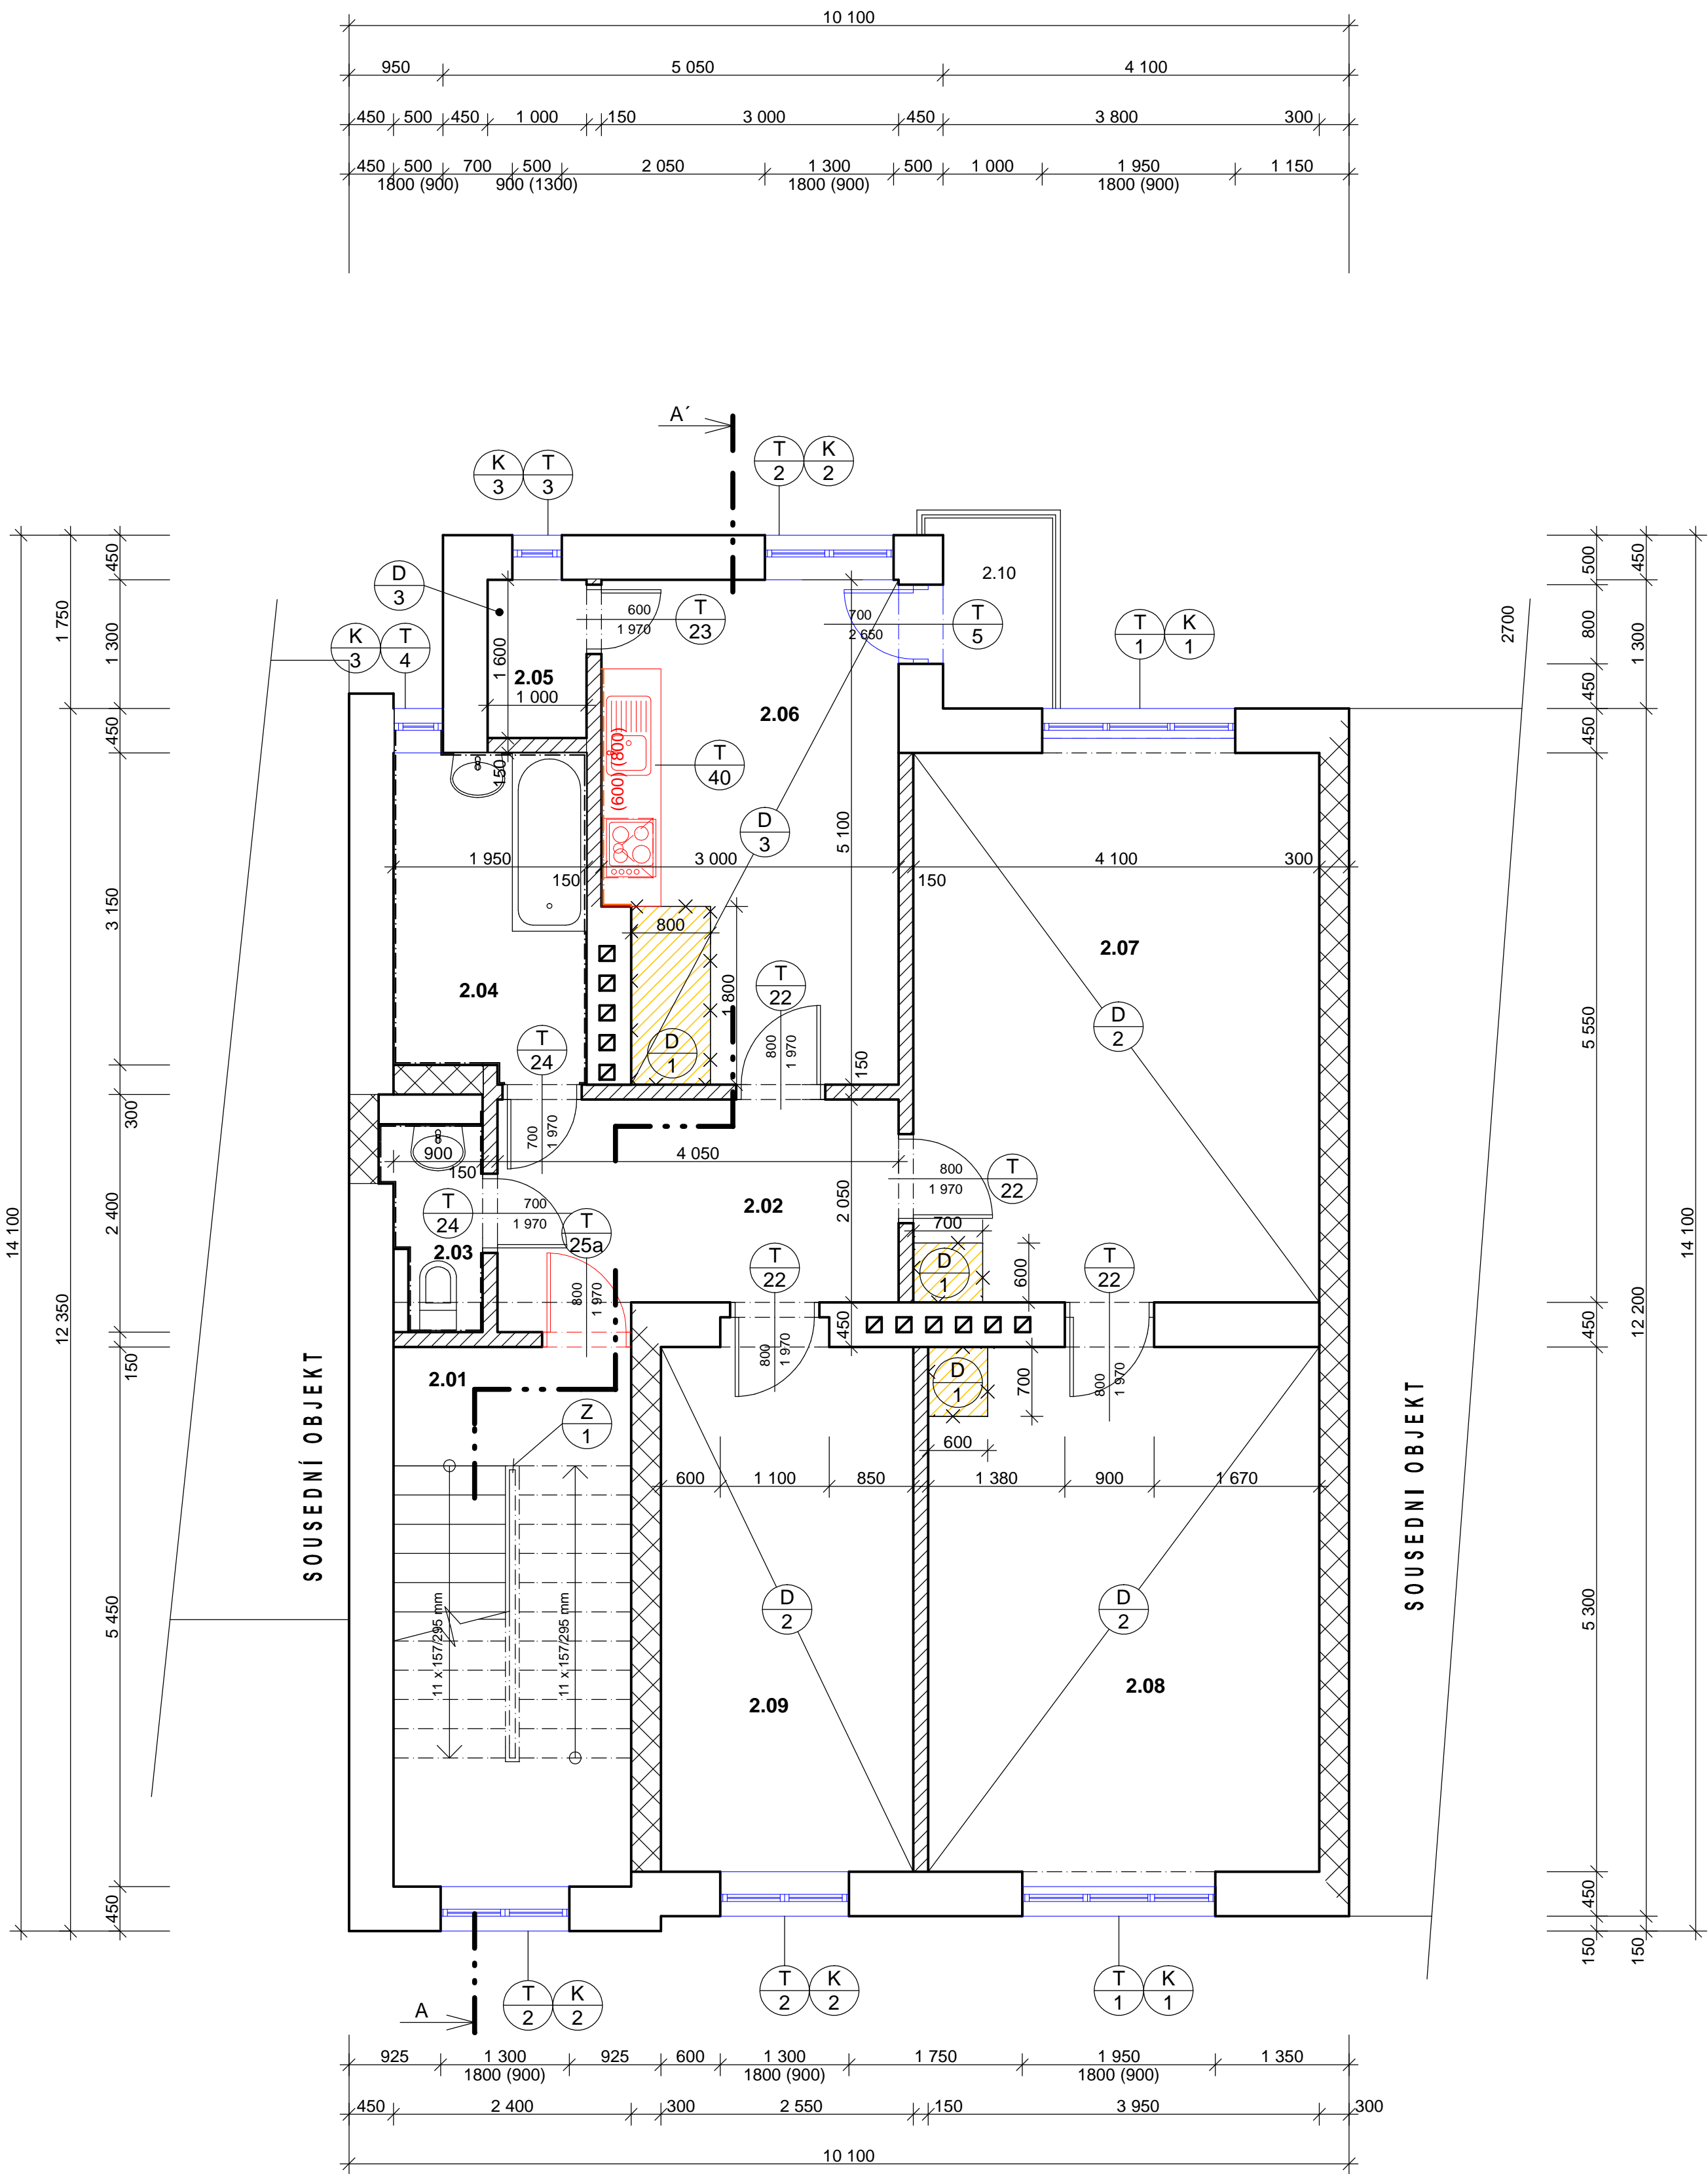 10 100
950 5 050 4 100
450 500 450 1 000 150 3 000 450 3 800 300
450 500 700 500 2 050 1 300 500 1 000 1 950 1 150
1800 (900) 900 (1300) 1800 (900) 1800 (900)
A´
K 3
T 3
T 2
K 2
D 3
K 3
T 4
T 23
600
1 970
700
2 650
T 5
2.10
T 1
K 1
2700
1 600
2.05
1 000
2.06
150
(600) (800)
T 40
D 3
5 100
1 950
150
3 000
150
4 100
300
800
2.07
2.04
1 800
T 22
D 2
T 24
D 1
800
1 970
150
700
1 970
900
150
4 050
800
1 970
T 22
T 24
700
1 970
2.02
2 050
2.03
T 25a
700
T 22
D 1
600
T 22
800
1 970
450
800
1 970
800
1 970
2.01
D 1
700
Z 1
600
600 1 100 850 1 380 900 1 670
11 x 157/295 mm
11 x 157/295 mm
D 2
D 2
2.09
2.08
SOUSEDNÍ OBJEKT
SOUSEDNI OBJEKT
14 100
1 750
12 350
450
1 300
450
3 150
300
2 400
150
5 450
450
500
800
450
450
5 550
450
5 300
450
150
450
1 300
12 200
150
14 100
A
T 2
K 2
T 2
K 2
T 1
K 1
925 1 300 925 600 1 300 1 750 1 950 1 350
1800 (900) 1800 (900) 1800 (900)
450 2 400 300 2 550 150 3 950 300
10 100